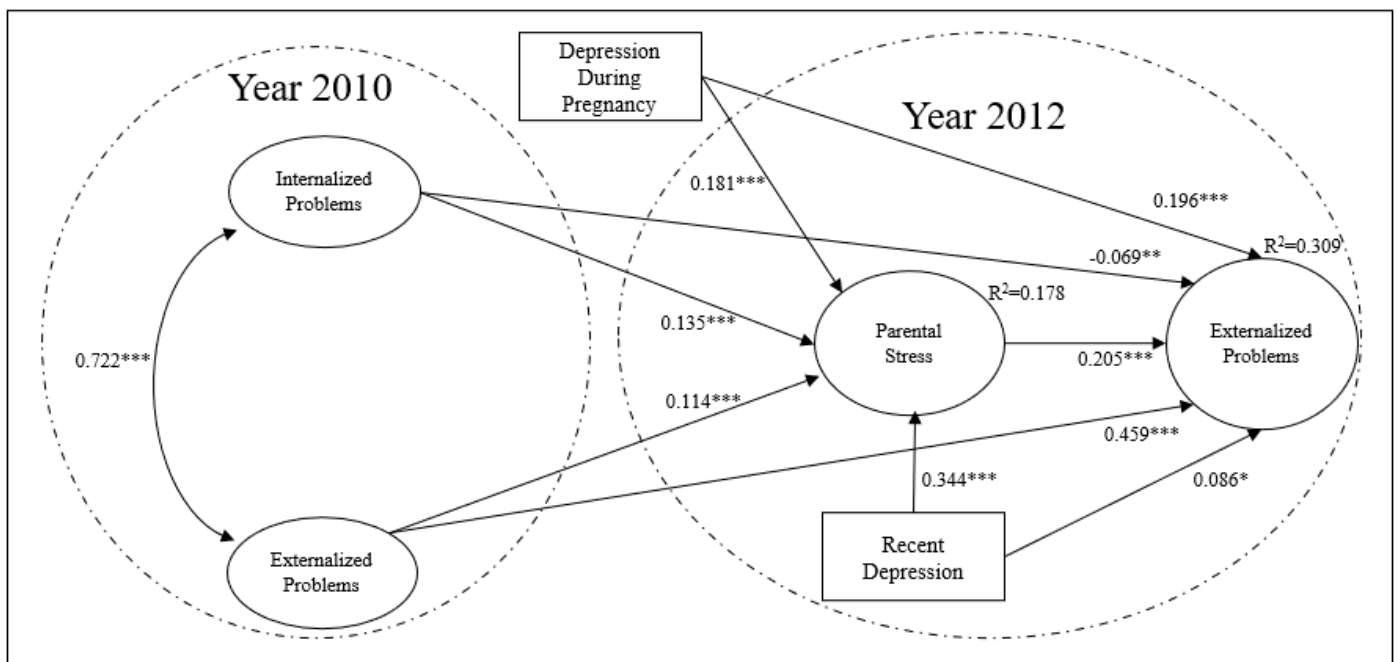 Year 2010
Depression
During
Pregnancy
Year 2012
Internalized
Problems
0.181***
0.196***
R²=0.309
-0.069**
R²=0.178
0.135***
Parental
Stress
Externalized
Problems
0.722***
0.205***
0.114***
0.459***
0.344***
0.086*
Externalized
Problems
Recent
Depression